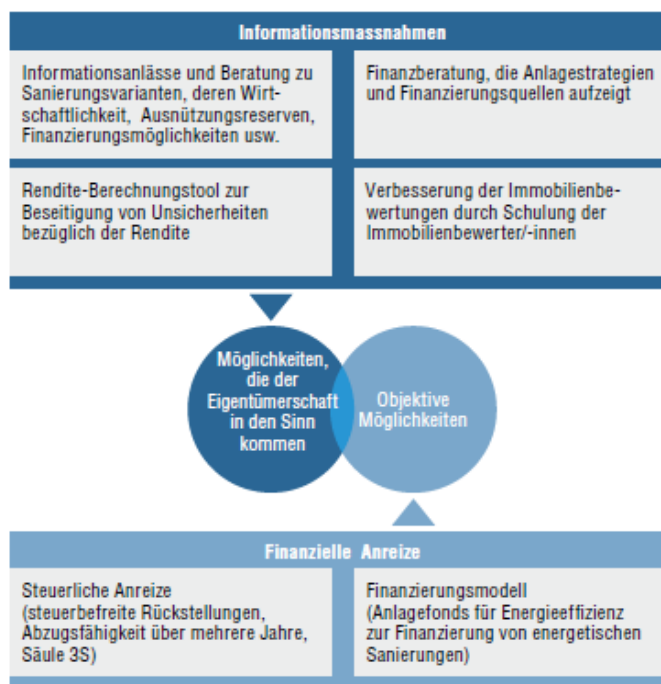 Informationsmassnahmen
Informationsanlässe und Beratung zu
Sanierungsvarianten, deren Wirt-
schaftlichkeit, Ausnützungsreserven,
Finanzierungsmöglichkeiten usw.
Finanzberatung, die Anlagestrategien
und Finanzierungsquellen aufzeigt
Rendite-Berechnungstool zur
Beseitigung von Unsicherheiten
bezüglich der Rendite
Verbesserung der Immobilienbe-
wertungen durch Schulung der
Immobilienbewerter/-innen
Möglichkeiten,
die der
Eigentümerschaft
in den Sinn
kommen
Objektive
Möglichkeiten
Finanzielle Anreize
Steuerliche Anreize
(steuerbefreite Rückstellungen,
Abzugsfähigkeit über mehrere Jahre,
Säule 3S)
Finanzierungsmodell
(Anlagefonds für Energieeffizienz
zur Finanzierung von energetischen
Sanierungen)